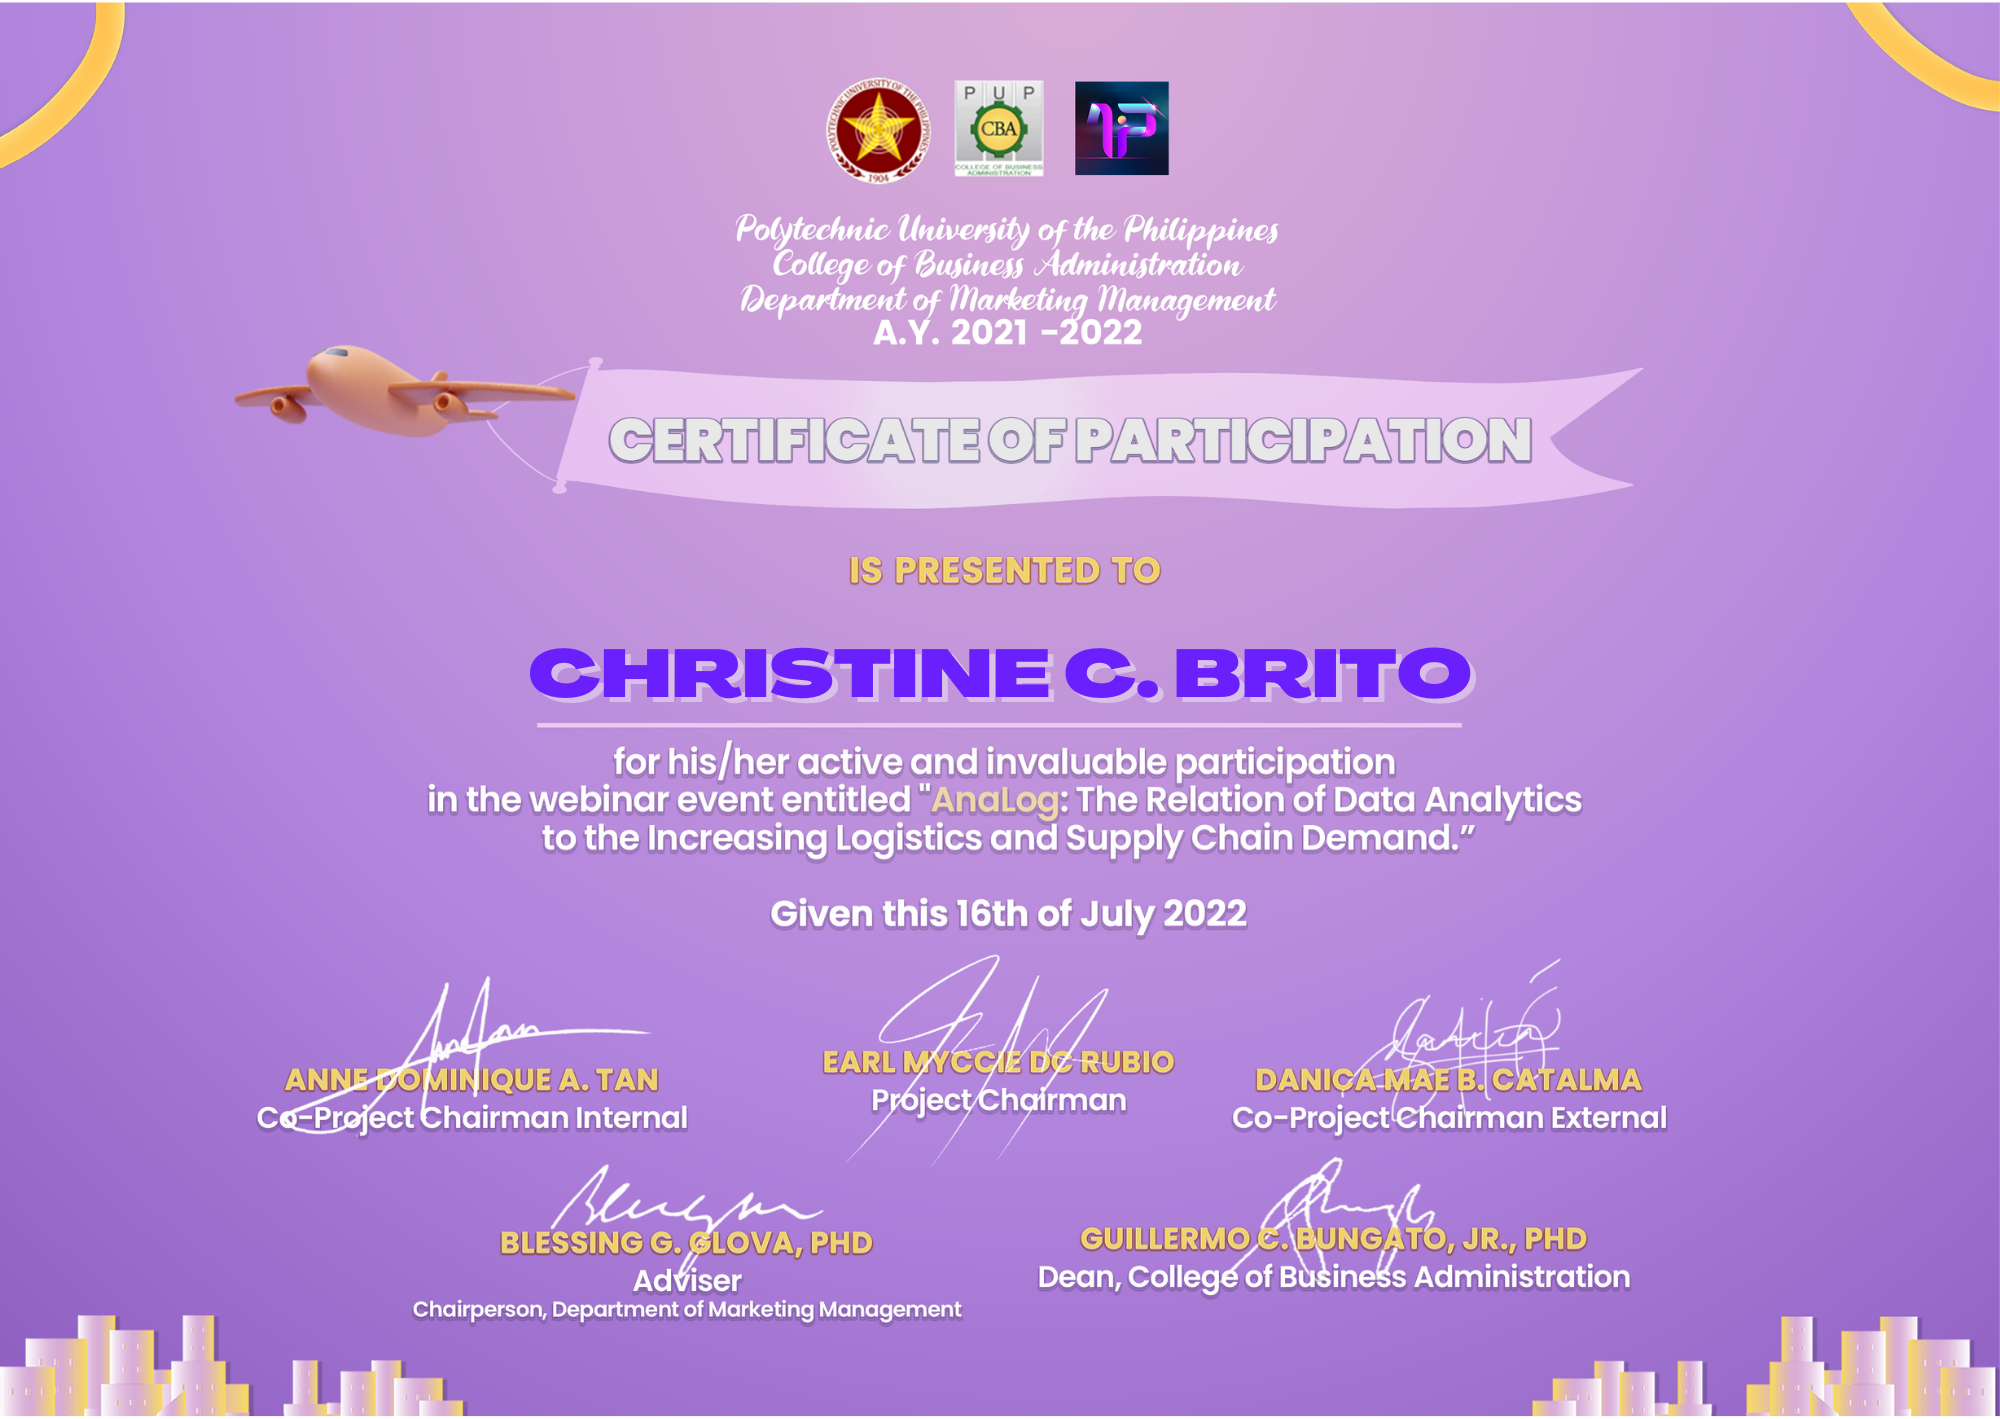 POLYTECHNIC UNIVERSITY OF THE PHILIPPINES
1904
P U P
CBA
COLLEGE OF BUSINESS
ADMINISTRATION
Polytechnic University of the Philippines
College of Business Administration
Department of Marketing Management
A.Y. 2021 -2022
CERTIFICATE OF PARTICIPATION
IS PRESENTED TO
CHRISTINE C. BRITO
for his/her active and invaluable participation
in the webinar event entitled "AnaLog: The Relation of Data Analytics
to the Increasing Logistics and Supply Chain Demand.”
Given this 16th of July 2022
EARL MYCCIE DC RUBIO
Project Chairman
ANNE DOMINIQUE A. TAN
Co-Project Chairman Internal
DANICA MAE B. CATALMA
Co-Project Chairman External
BLESSING G. GLOVA, PHD
Adviser
Chairperson, Department of Marketing Management
GUILLERMO C. BUNGATO, JR., PHD
Dean, College of Business Administration